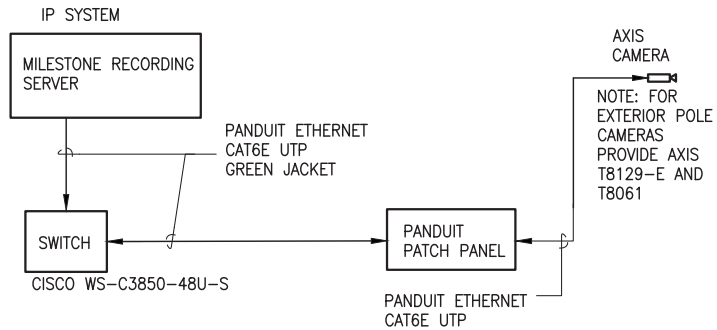 IP SYSTEM
MILESTONE RECORDING
SERVER
AXIS
CAMERA
NOTE: FOR
EXTERIOR POLE
CAMERAS
PROVIDE AXIS
T8129-E AND
T8061
PANDUIT ETHERNET
CAT6E UTP
GREEN JACKET
SWITCH
CISCO WS-C3850-48U-S
PANDUIT
PATCH PANEL
PANDUIT ETHERNET
CAT6E UTP